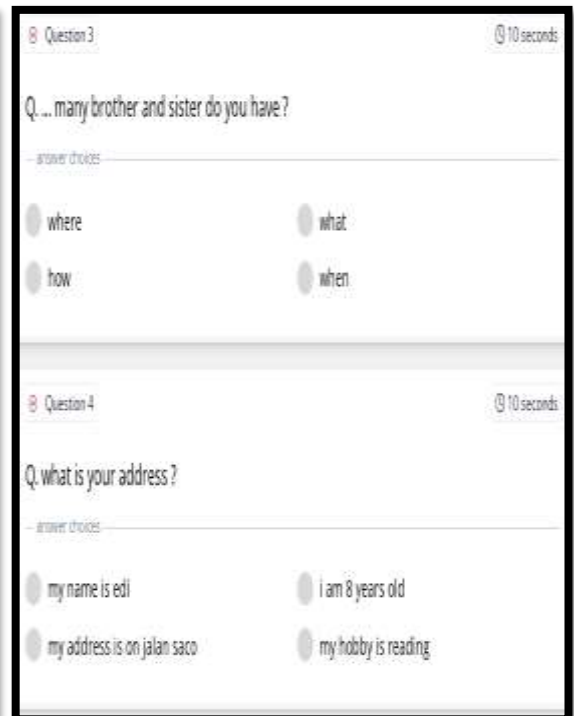 Question 3
10 seconds
Q. ... many brother and sister do you have ?
answer choices
where
what
how
when
Question 4
10 seconds
Q. what is your address ?
answer choices
my name is edi
i am 8 years old
my address is on jalan saco
my hobby is reading